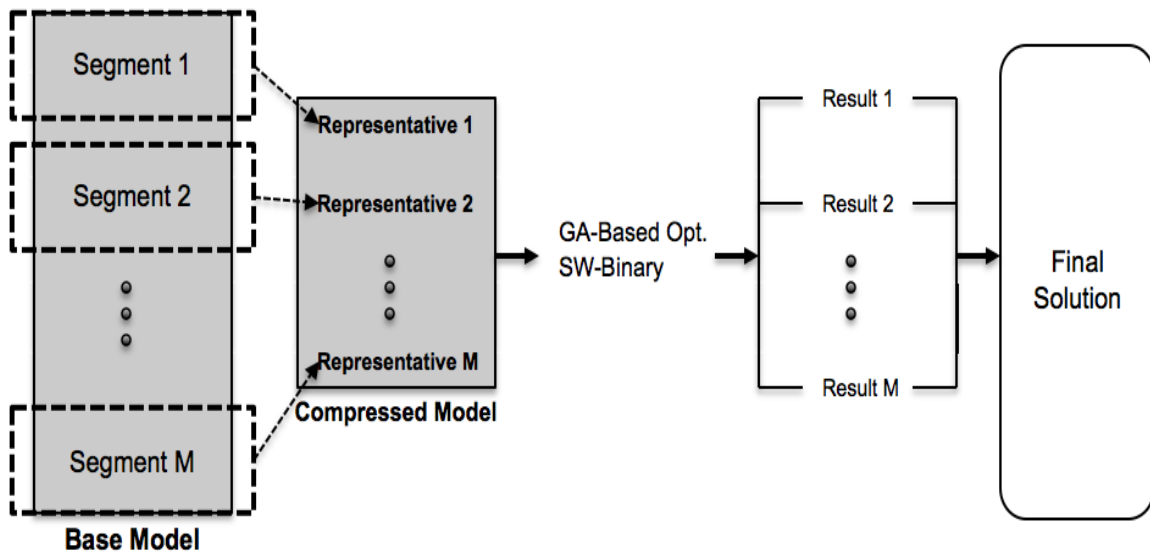 Segment 1
Segment 2
Segment M
Base Model
Representative 1
Representative 2
Representative M
Compressed Model
GA-Based Opt.
SW-Binary
Result 1
Result 2
Result M
Final
Solution